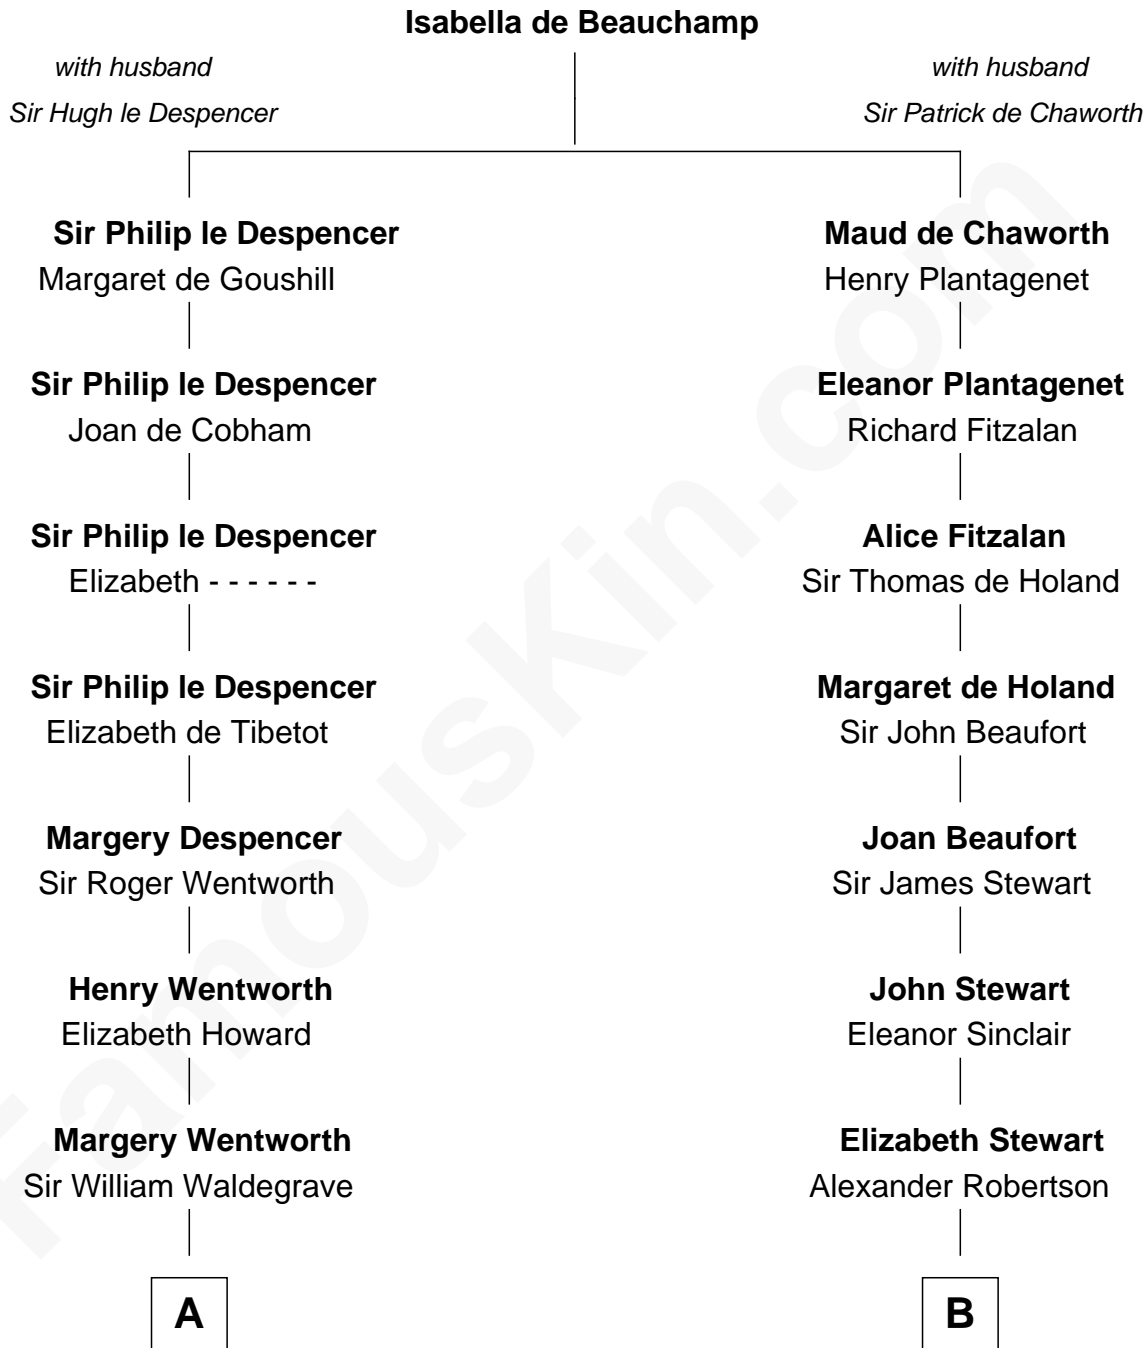 Isabella de Beauchamp
with husband
Sir Hugh le Despencer
with husband
Sir Patrick de Chaworth
Sir Philip le Despencer
Margaret de Goushill
Maud de Chaworth
Henry Plantagenet
Sir Philip le Despencer
Joan de Cobham
Eleanor Plantagenet
Richard Fitzalan
Sir Philip le Despencer
Elizabeth - - - - - -
Alice Fitzalan
Sir Thomas de Holand
Sir Philip le Despencer
Elizabeth de Tibetot
Margaret de Holand
Sir John Beaufort
Margery Despencer
Sir Roger Wentworth
Joan Beaufort
Sir James Stewart
Henry Wentworth
Elizabeth Howard
John Stewart
Eleanor Sinclair
Margery Wentworth
Sir William Waldegrave
Elizabeth Stewart
Alexander Robertson
A
B
FamousKin.com